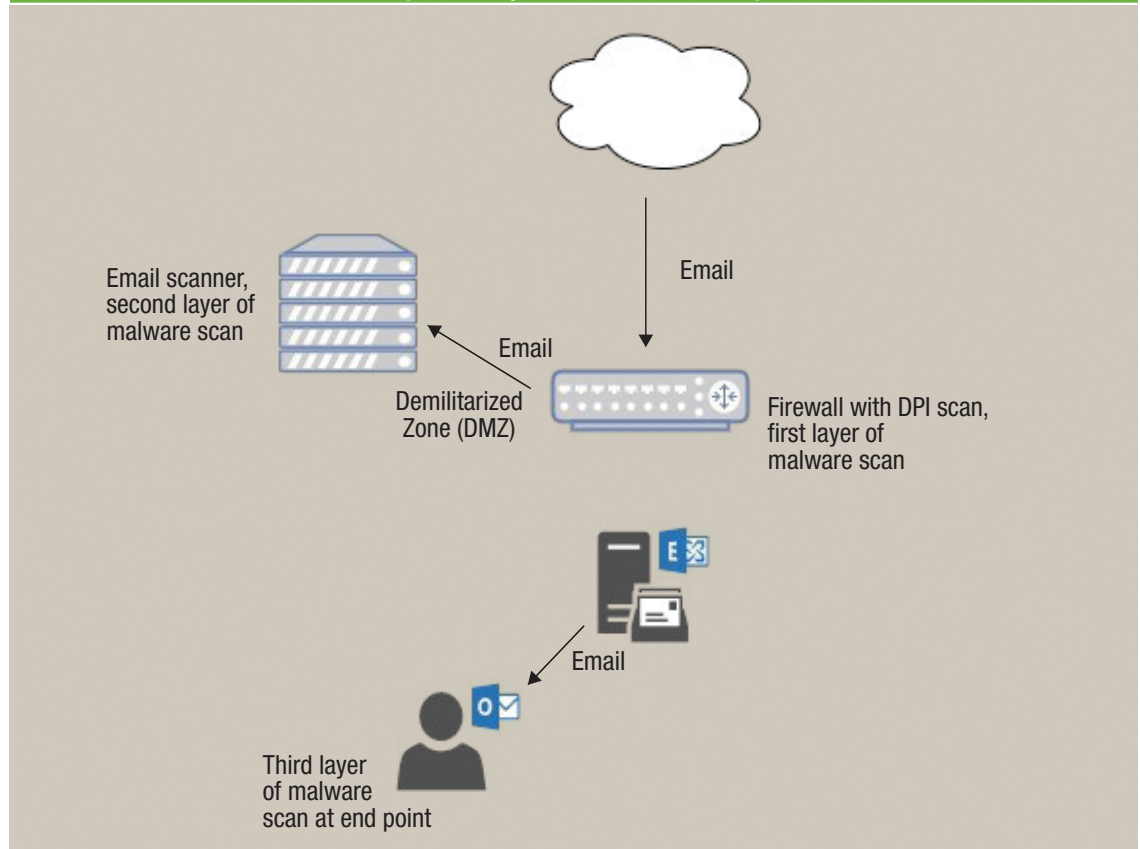 Email
Email scanner,
second layer of
malware scan
Email
Demilitarized
Zone (DMZ)
Firewall with DPI scan,
first layer of
malware scan
E
Email
O
Third layer
of malware
scan at end point